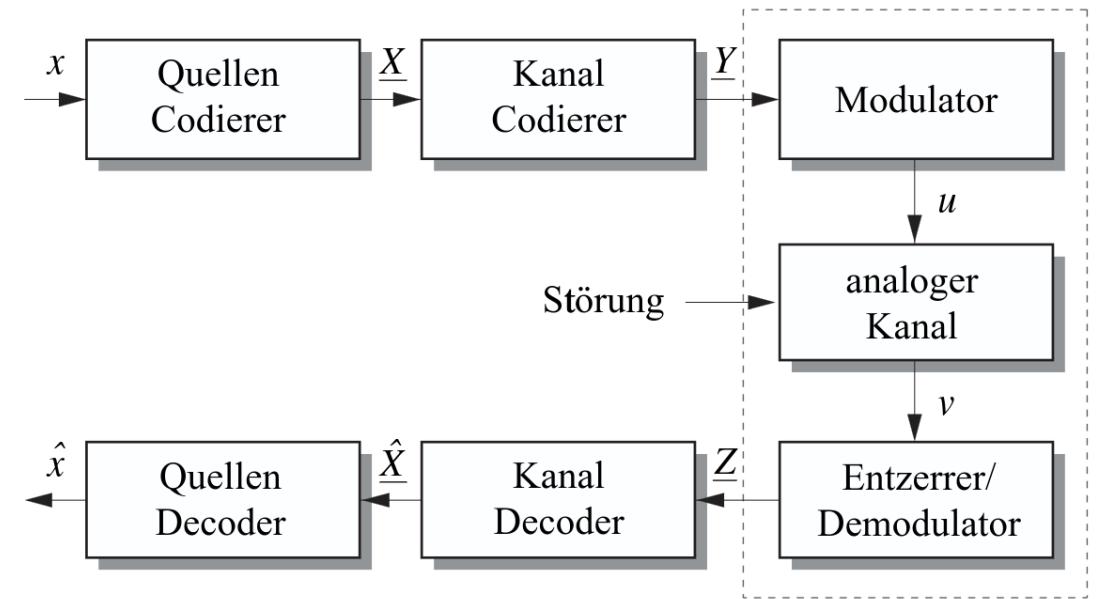 x
Quellen
Codierer
X
Kanal
Codierer
Y
Modulator
u
Störung
analoger
Kanal
v
x̂
Quellen
Decoder
X̂
Kanal
Decoder
Z
Entzerrer/
Demodulator